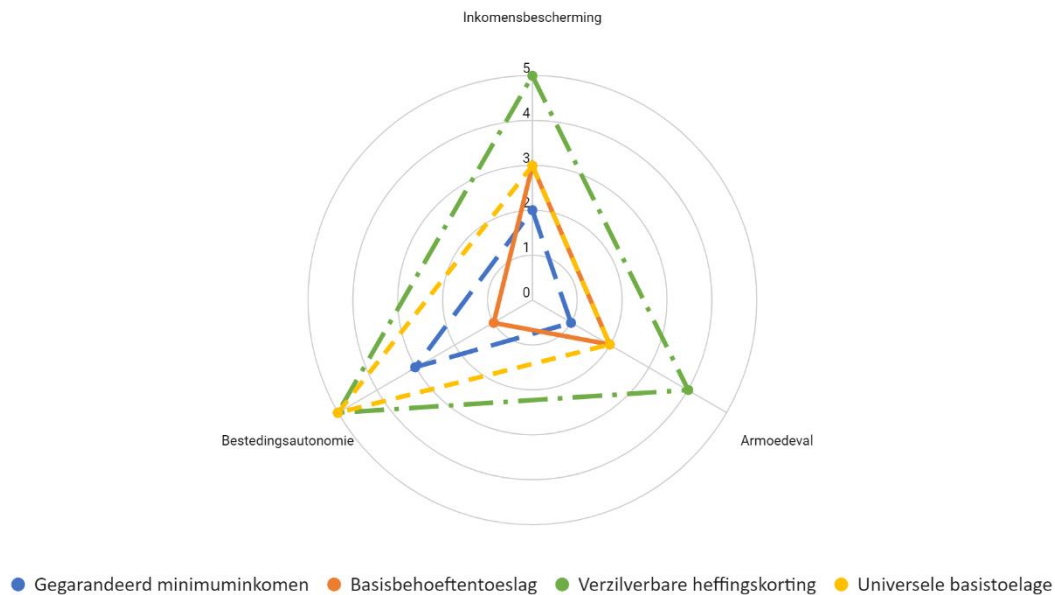 Inkomensbescherming
5
4
3
2
1
0
Bestedingsautonomie
Armoedeval
Gegarandeerd minimuminkomen Basisbehoeftentoeslag Verzilverbare heffingskorting Universele basistoelage